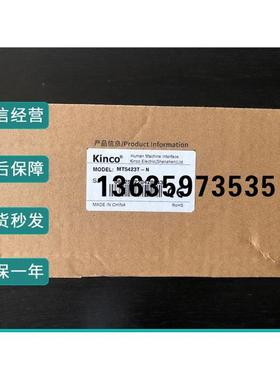 信经营
产品信息/Product Information
Kinco®
Human Machine Interface
Kinco Electric(Shenzhen)Ltd.
MODEL: MT5423T-N
后保障
13635973535
货秒发
MADE IN CHINA
RoHS
保一年